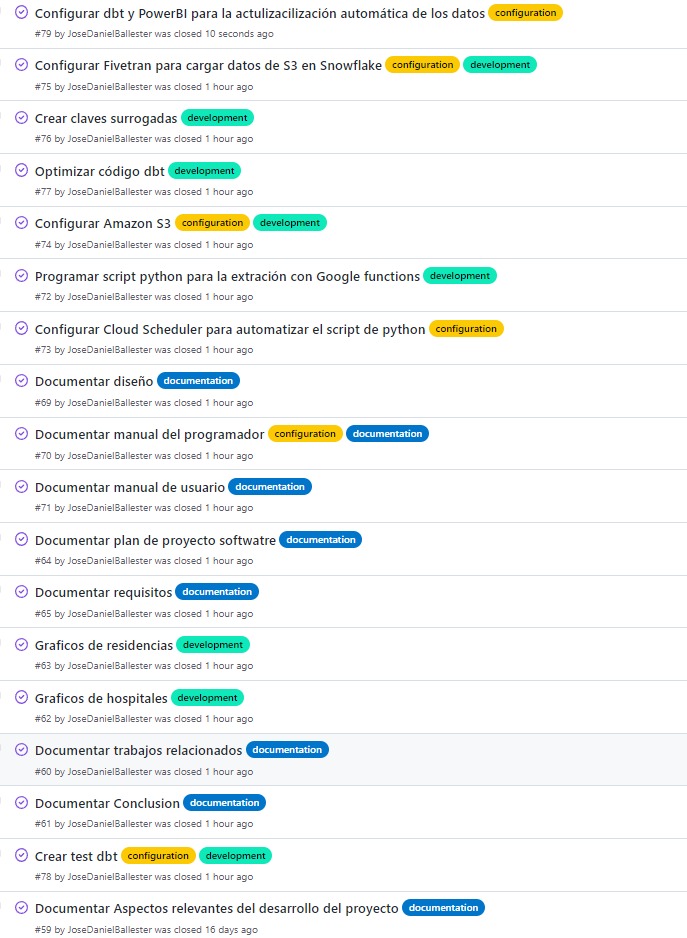 Configurar dbt y PowerBI para la actulizacilización automática de los datos configuration
#79 by JoseDanielBallester was closed 10 seconds ago
Configurar Fivetran para cargar datos de S3 en Snowflake configuration development
#75 by JoseDanielBallester was closed 1 hour ago
Crear claves surrogadas development
#76 by JoseDanielBallester was closed 1 hour ago
Optimizar código dbt development
#77 by JoseDanielBallester was closed 1 hour ago
Configurar Amazon S3 configuration development
#74 by JoseDanielBallester was closed 1 hour ago
Programar script python para la extración con Google functions development
#72 by JoseDanielBallester was closed 1 hour ago
Configurar Cloud Scheduler para automatizar el script de python configuration
#73 by JoseDanielBallester was closed 1 hour ago
Documentar diseño documentation
#69 by JoseDanielBallester was closed 1 hour ago
Documentar manual del programador configuration documentation
#70 by JoseDanielBallester was closed 1 hour ago
Documentar manual de usuario documentation
#71 by JoseDanielBallester was closed 1 hour ago
Documentar plan de proyecto softwatre documentation
#64 by JoseDanielBallester was closed 1 hour ago
Documentar requisitos documentation
#65 by JoseDanielBallester was closed 1 hour ago
Graficos de residencias development
#63 by JoseDanielBallester was closed 1 hour ago
Graficos de hospitales development
#62 by JoseDanielBallester was closed 1 hour ago
Documentar trabajos relacionados documentation
#60 by JoseDanielBallester was closed 1 hour ago
Documentar Conclusion documentation
#61 by JoseDanielBallester was closed 1 hour ago
Crear test dbt configuration development
#78 by JoseDanielBallester was closed 1 hour ago
Documentar Aspectos relevantes del desarrollo del proyecto documentation
#59 by JoseDanielBallester was closed 16 days ago